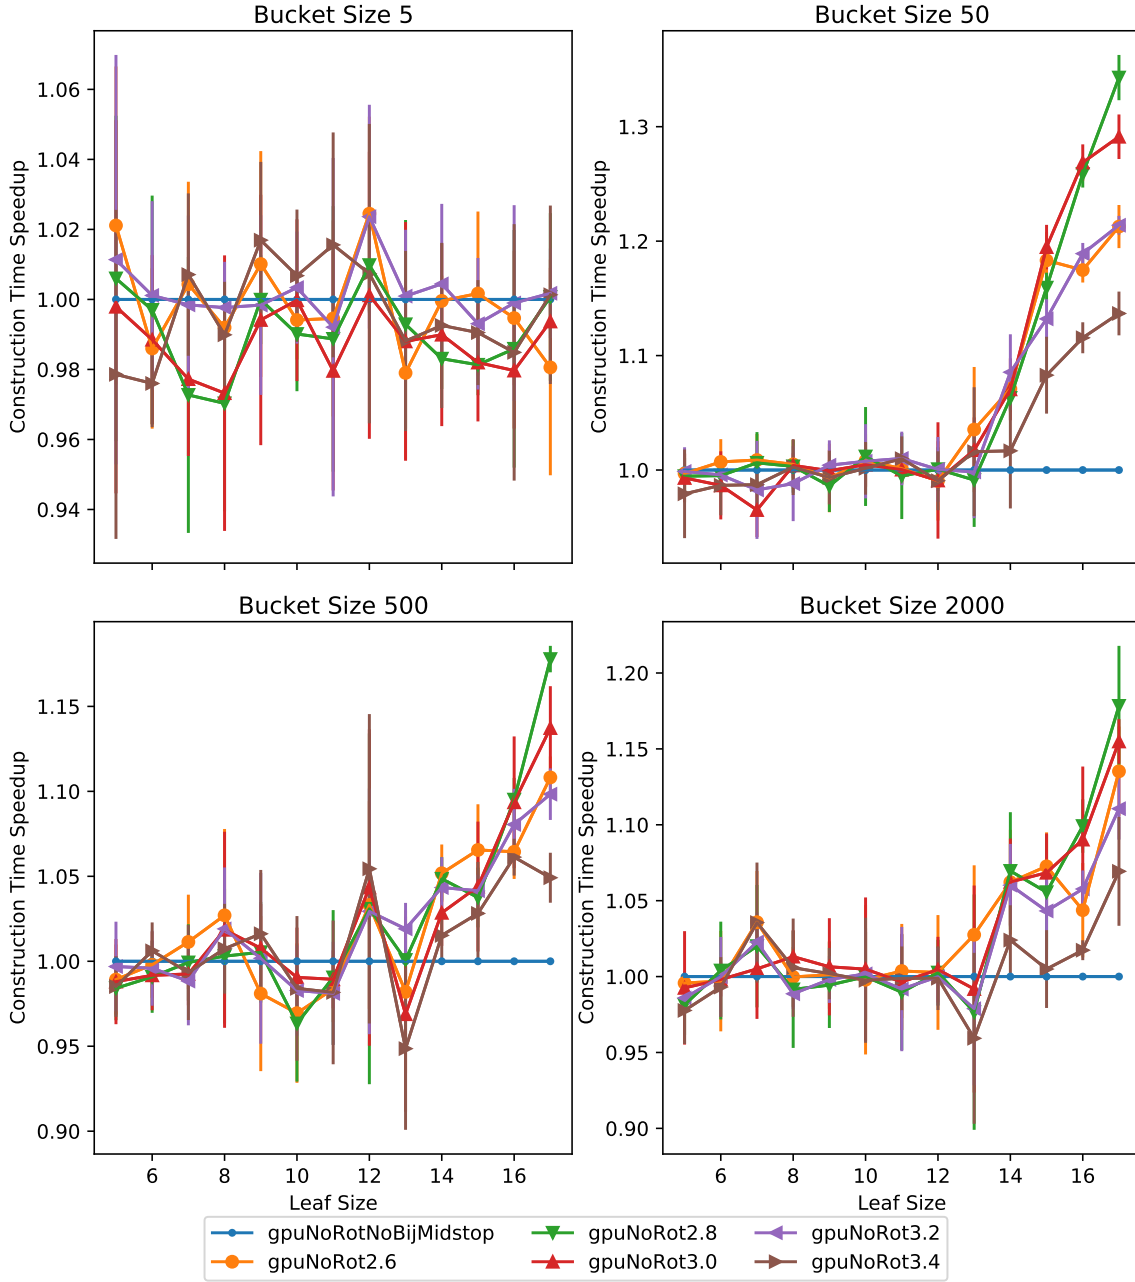 Bucket Size 5
Bucket Size 50
Construction Time Speedup
1.06
1.04
1.02
1.00
0.98
0.96
0.94
Construction Time Speedup
1.3
1.2
1.1
1.0
Bucket Size 500
Bucket Size 2000
Construction Time Speedup
1.15
1.10
1.05
1.00
0.95
0.90
6 8 10 12 14 16
Leaf Size
Construction Time Speedup
1.20
1.15
1.10
1.05
1.00
0.95
0.90
6 8 10 12 14 16
Leaf Size
gpuNoRotNoBijMidstop
gpuNoRot2.6
gpuNoRot2.8
gpuNoRot3.0
gpuNoRot3.2
gpuNoRot3.4